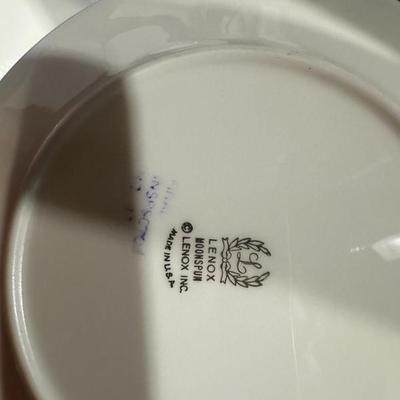 L
LENOX
MOONSPUN
© LENOX INC.
MADE IN U.S.A